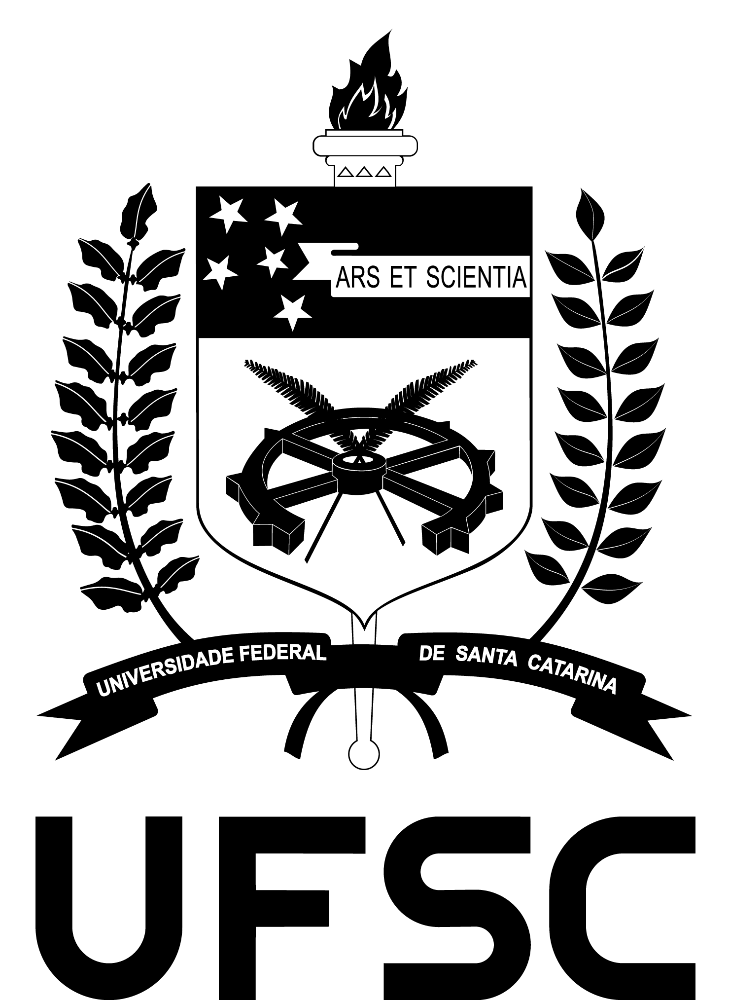 ARS ET SCIENTIA
UNIVERSIDADE FEDERAL DE SANTA CATARINA
UFSC